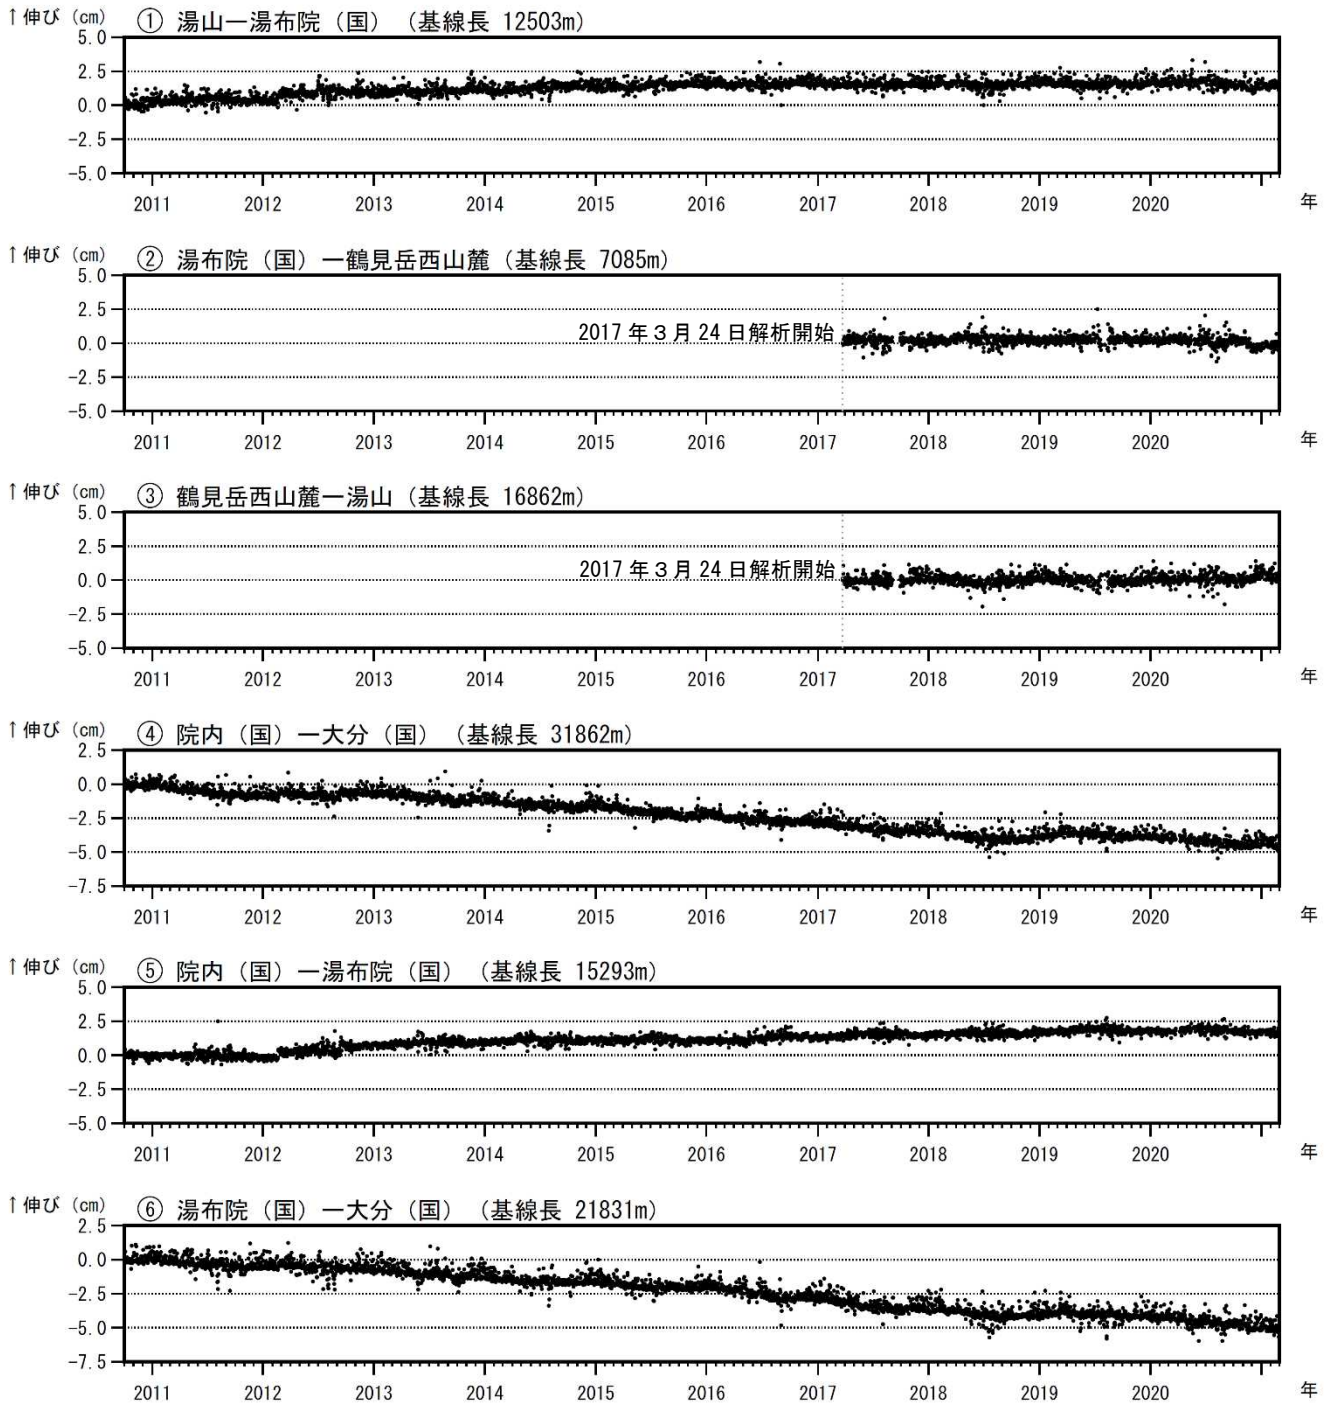 ↑伸び (cm) ① 湯山ー湯布院（国）（基線長 12503m）
5.0
2.5
0.0
−2.5
−5.0
2011 2012 2013 2014 2015 2016 2017 2018 2019 2020 年
↑伸び (cm) ② 湯布院（国）ー鶴見岳西山麓（基線長 7085m）
5.0
2.5
2017年３月24日解析開始
0.0
−2.5
−5.0
2011 2012 2013 2014 2015 2016 2017 2018 2019 2020 年
↑伸び (cm) ③ 鶴見岳西山麓ー湯山（基線長 16862m）
5.0
2.5
2017年３月24日解析開始
0.0
−2.5
−5.0
2011 2012 2013 2014 2015 2016 2017 2018 2019 2020 年
↑伸び (cm) ④ 院内（国）ー大分（国）（基線長 31862m）
2.5
0.0
−2.5
−5.0
−7.5
2011 2012 2013 2014 2015 2016 2017 2018 2019 2020 年
↑伸び (cm) ⑤ 院内（国）ー湯布院（国）（基線長 15293m）
5.0
2.5
0.0
−2.5
−5.0
2011 2012 2013 2014 2015 2016 2017 2018 2019 2020 年
↑伸び (cm) ⑥ 湯布院（国）ー大分（国）（基線長 21831m）
2.5
0.0
−2.5
−5.0
−7.5
2011 2012 2013 2014 2015 2016 2017 2018 2019 2020 年